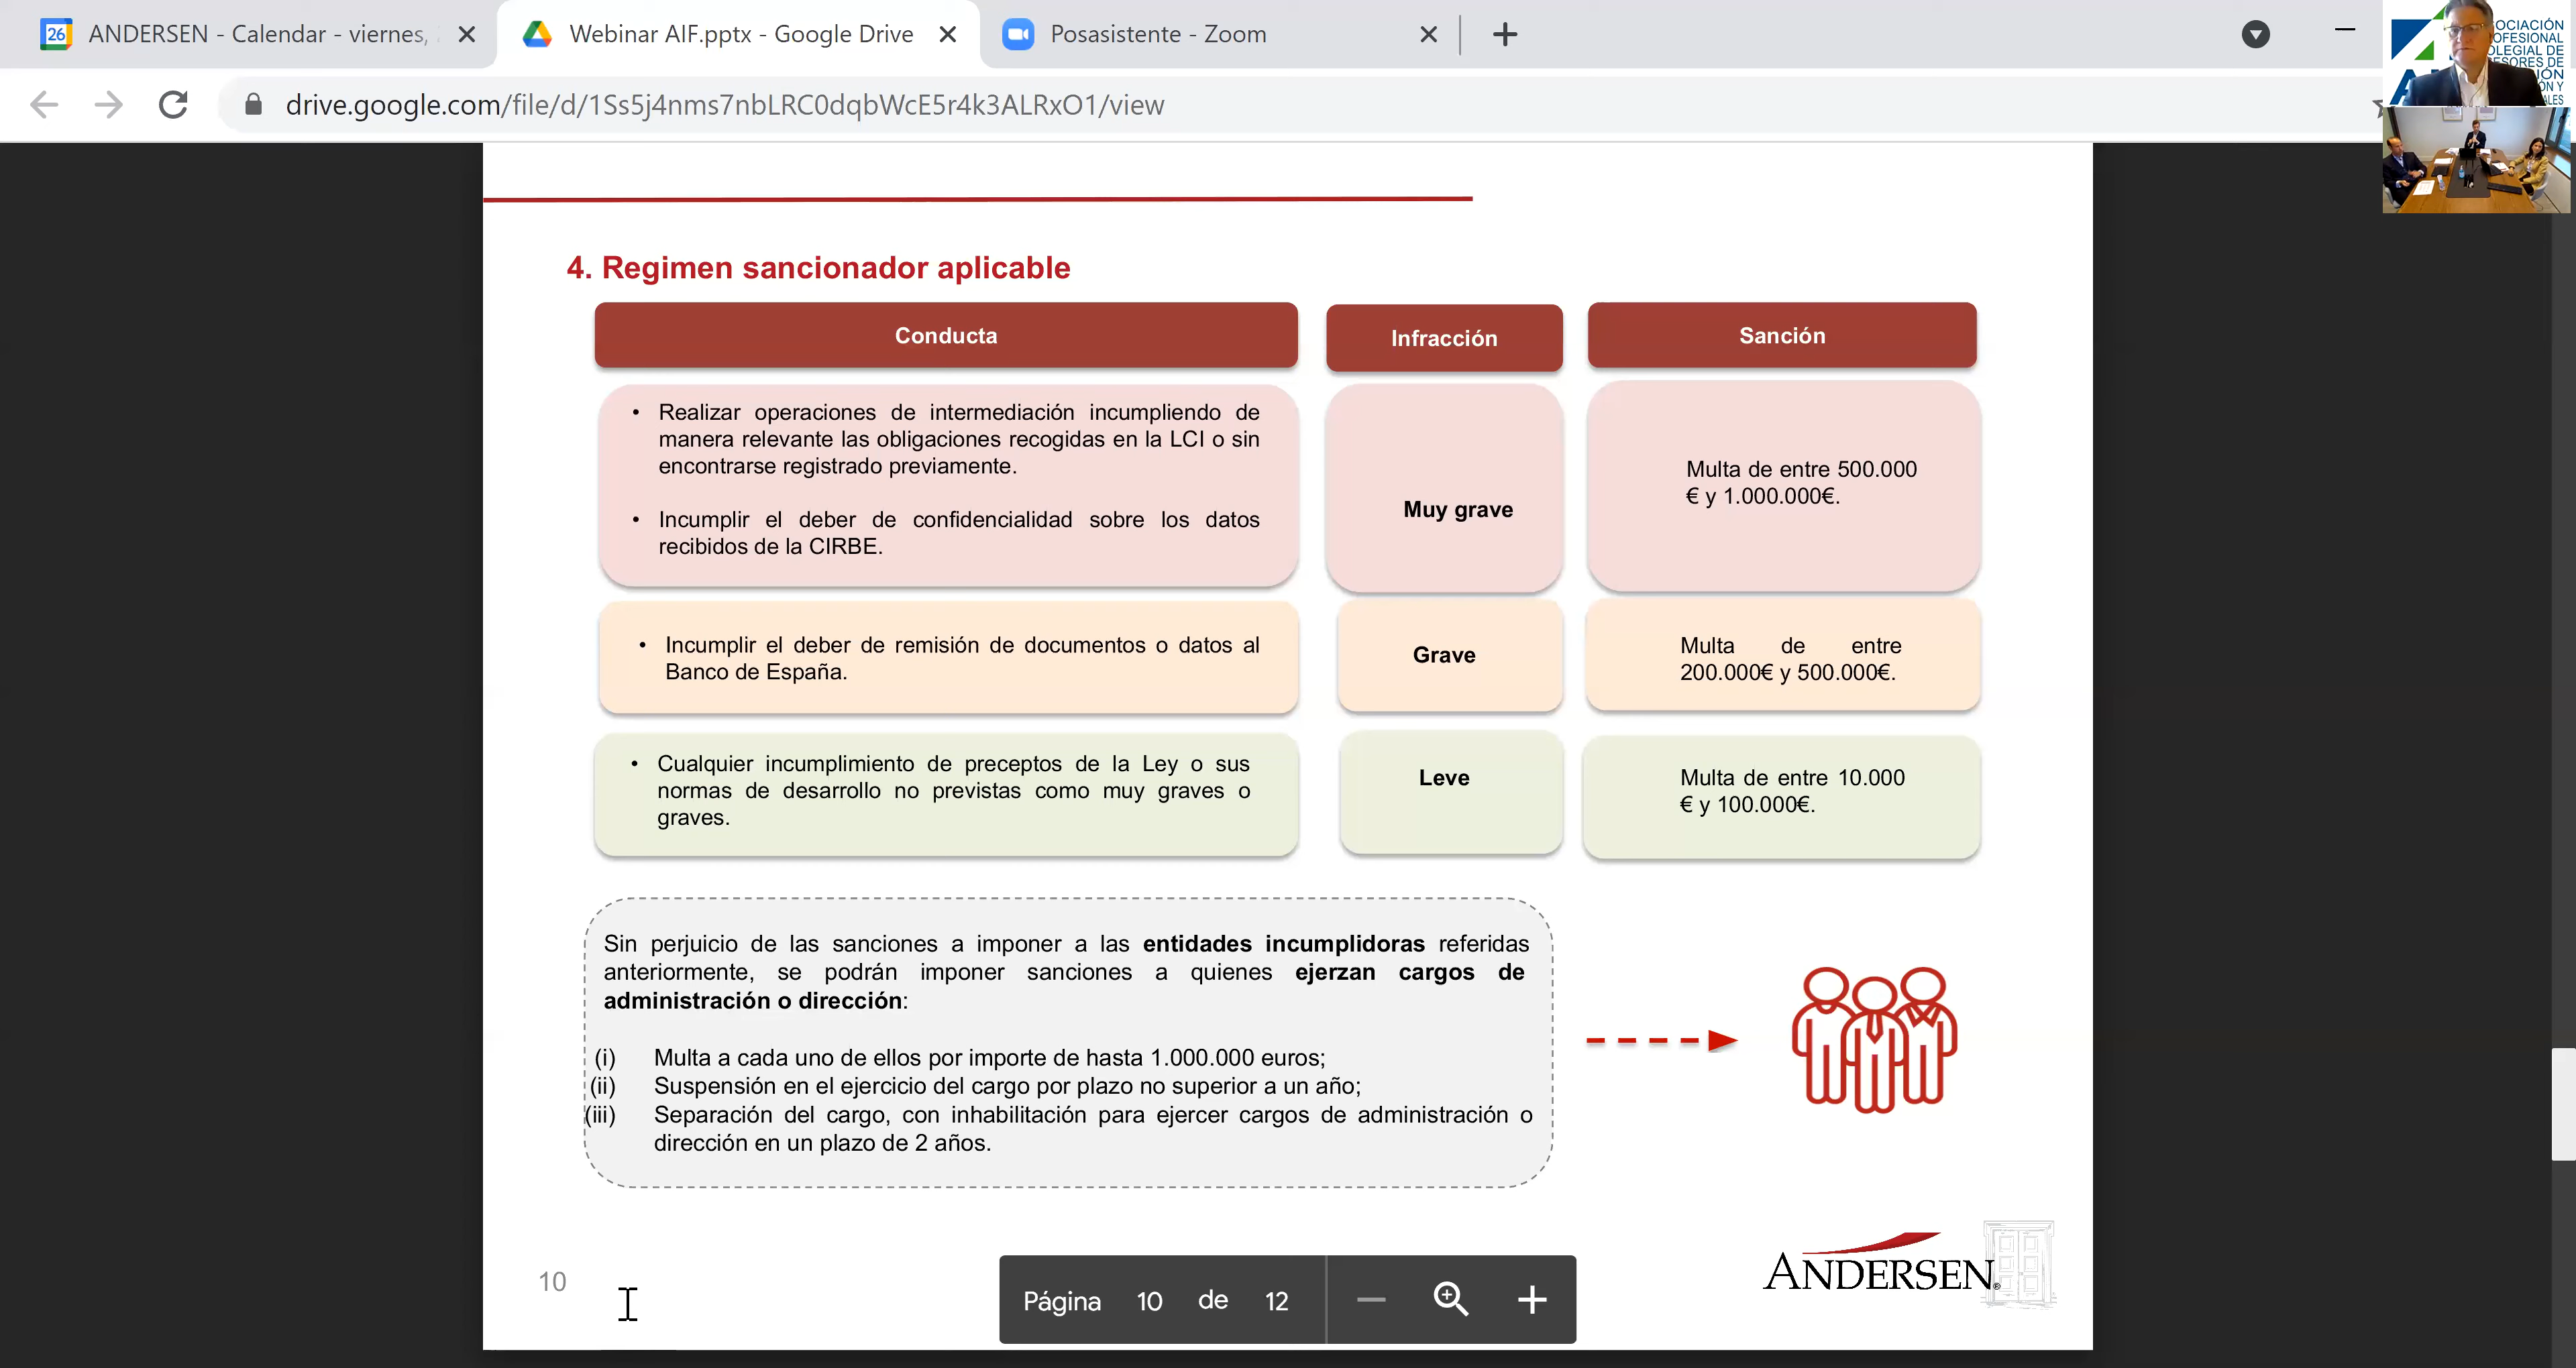 26
ANDERSEN - Calendar - viernes,
Webinar AIF.pptx - Google Drive
Posasistente - Zoom
drive.google.com/file/d/1Ss5j4nms7nbLRC0dqbWcE5r4k3ALRxO1/view
4. Regimen sancionador aplicable
Conducta
Infracción
Sanción
• Realizar operaciones de intermediación incumpliendo de
manera relevante las obligaciones recogidas en la LCI o sin
encontrarse registrado previamente.
• Incumplir el deber de confidencialidad sobre los datos
recibidos de la CIRBE.
Muy grave
Multa de entre 500.000
€ y 1.000.000€.
• Incumplir el deber de remisión de documentos o datos al
Banco de España.
Grave
Multa de entre
200.000€ y 500.000€.
• Cualquier incumplimiento de preceptos de la Ley o sus
normas de desarrollo no previstas como muy graves o
graves.
Leve
Multa de entre 10.000
€ y 100.000€.
Sin perjuicio de las sanciones a imponer a las entidades incumplidoras referidas
anteriormente, se podrán imponer sanciones a quienes ejerzan cargos de
administración o dirección:
(i) Multa a cada uno de ellos por importe de hasta 1.000.000 euros;
(ii) Suspensión en el ejercicio del cargo por plazo no superior a un año;
(iii) Separación del cargo, con inhabilitación para ejercer cargos de administración o
dirección en un plazo de 2 años.
ANDERSEN®
10
Página 10 de 12